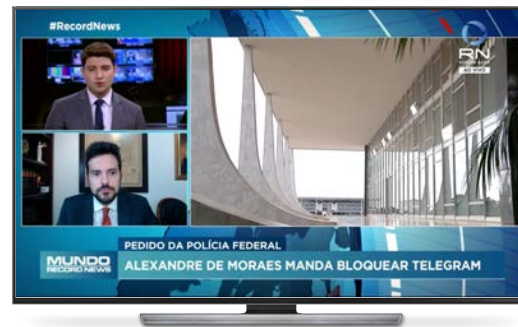 #RecordNews
RN
AO VIVO
PEDIDO DA POLÍCIA FEDERAL
MUNDO
RECORD NEWS
ALEXANDRE DE MORAES MANDA BLOQUEAR TELEGRAM